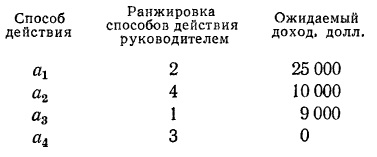 Способ действия Ранжировка способов действия руководителем Ожидаемый доход, долл.
a1 2 25 000
a2 4 10 000
a3 1 9 000
a4 3 0